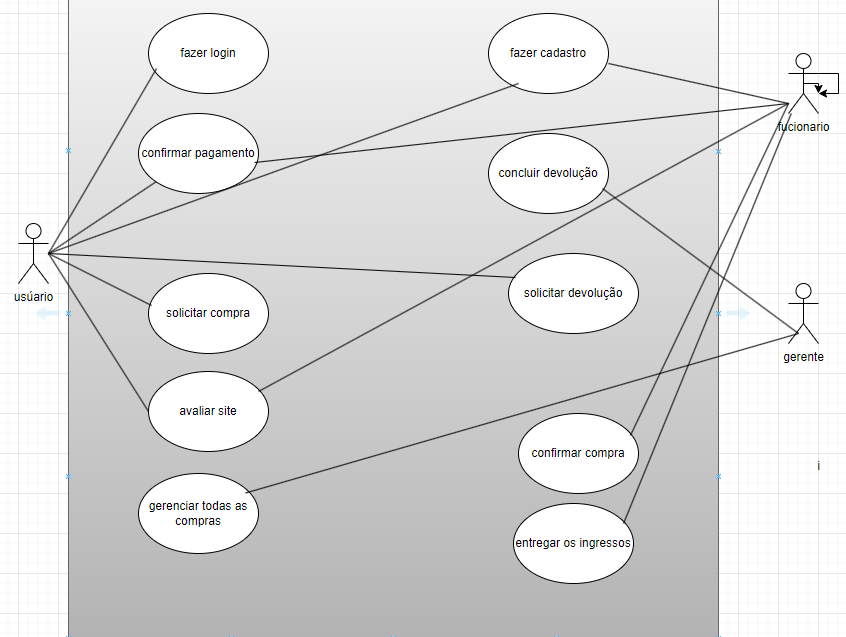 fazer login
fazer cadastro
fucionario
confirmar pagamento
concluir devolução
usúario
solicitar devolução
solicitar compra
gerente
avaliar site
confirmar compra
i
gerenciar todas as
compras
entregar os ingressos